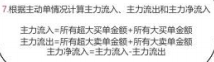 7.根据主动单情况计算主力流入、主力流出和主力净流入
主力流入=所有超大买单金额+所有大买单金额
主力流出=所有超大卖单金额+所有大卖单金额
主力净流入=主力流入-主力流出